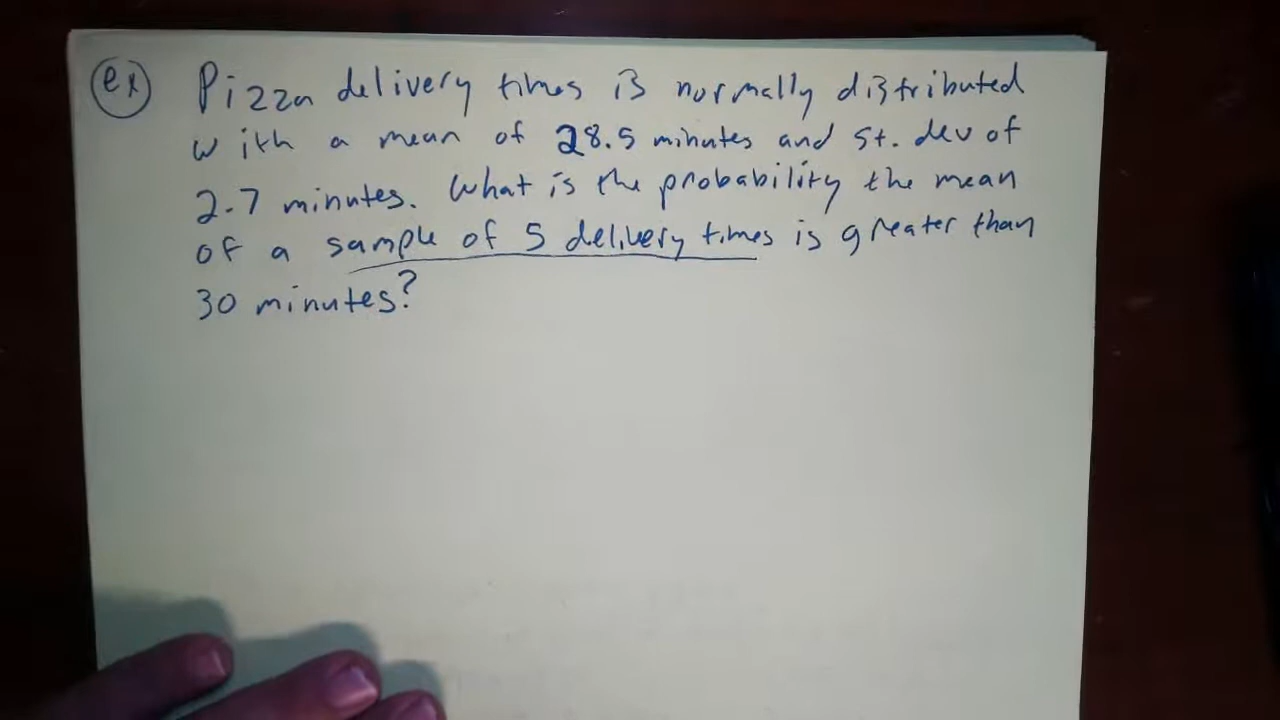 ex Pizza delivery times is normally distributed
with a mean of 28.5 minutes and st. dev of
2.7 minutes. What is the probability the mean
of a sample of 5 delivery times is greater than
30 minutes?